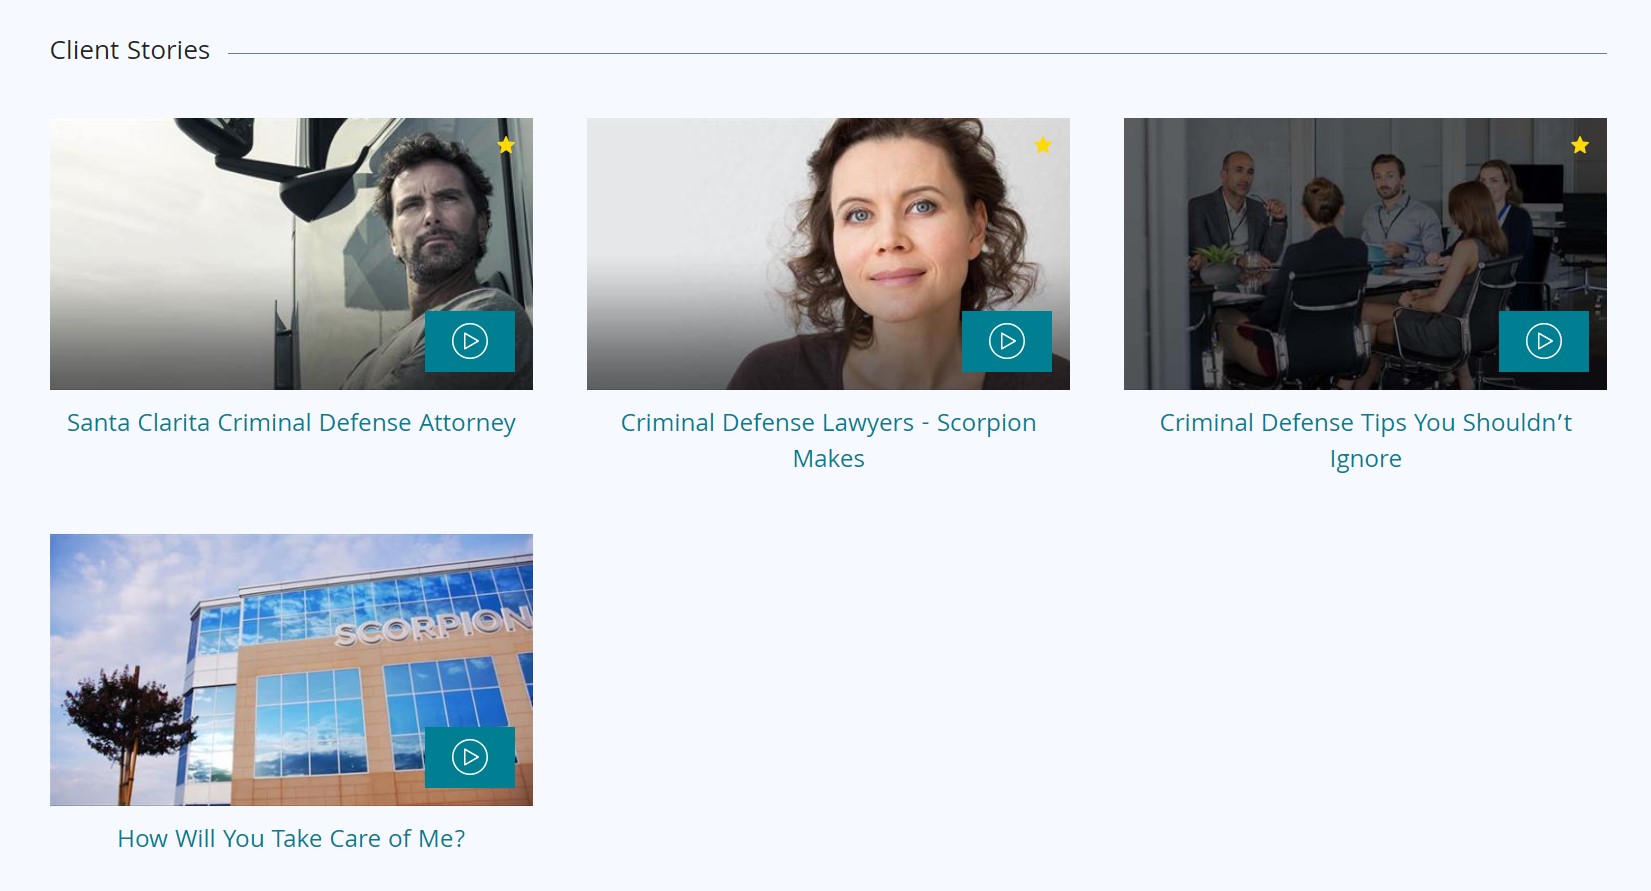 Client Stories
Santa Clarita Criminal Defense Attorney
Criminal Defense Lawyers - Scorpion
Makes
Criminal Defense Tips You Shouldn’t
Ignore
SCORPION
How Will You Take Care of Me?